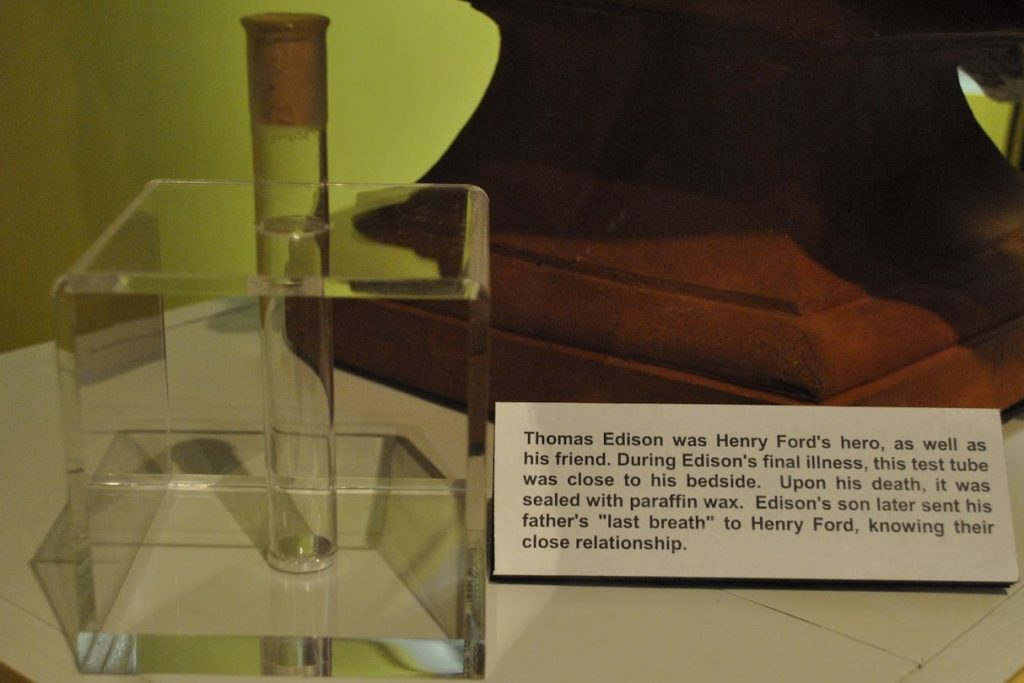 Thomas Edison was Henry Ford's hero, as well as
his friend. During Edison's final illness, this test tube
was close to his bedside. Upon his death, it was
sealed with paraffin wax. Edison's son later sent his
father's "last breath" to Henry Ford, knowing their
close relationship.